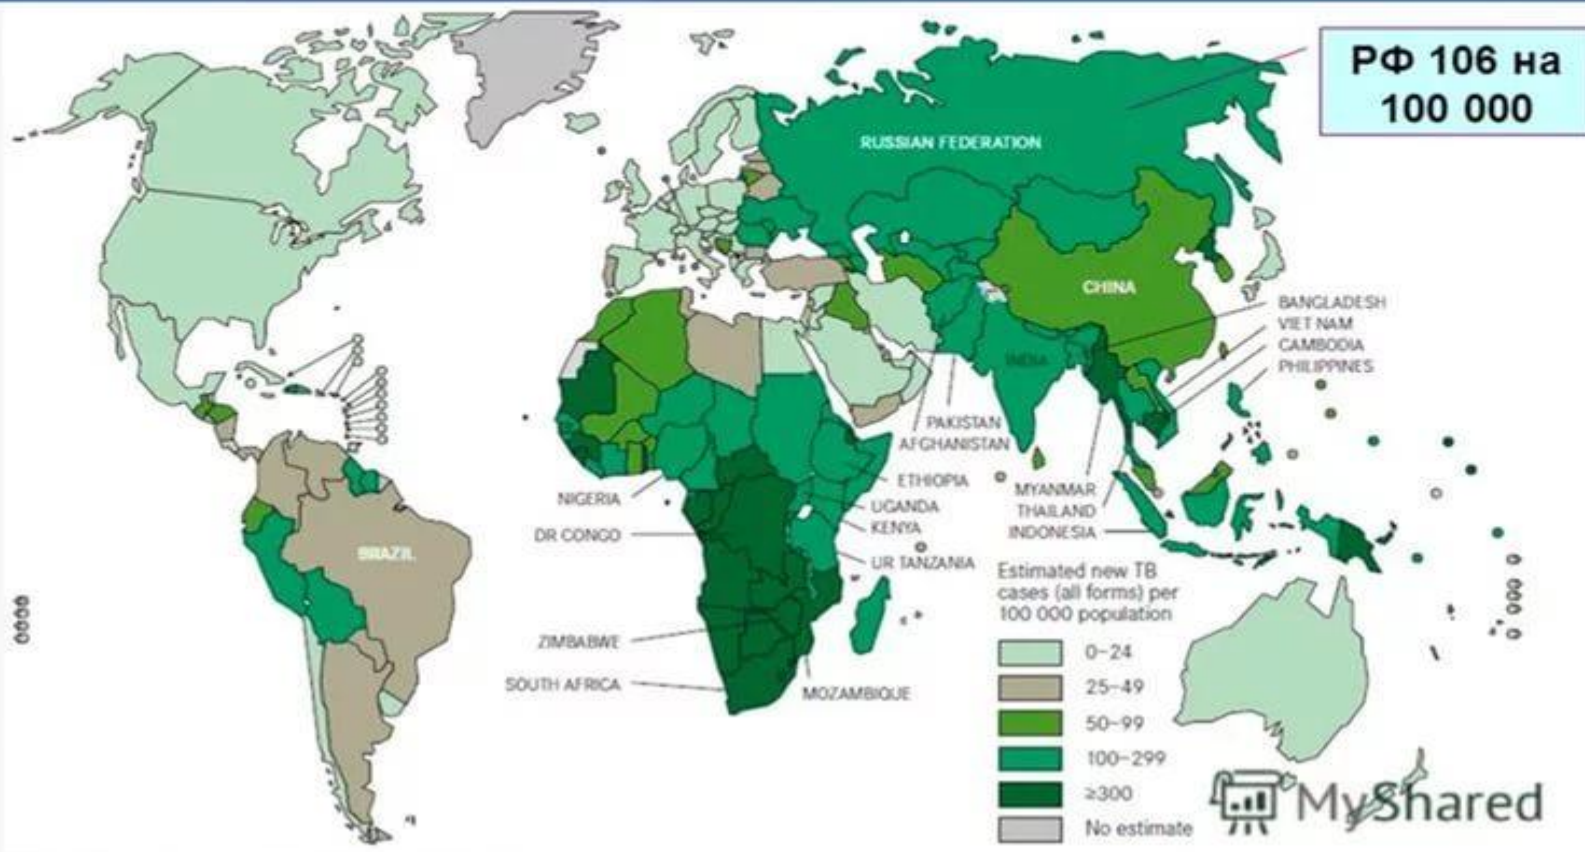 РФ 106 на
100 000
RUSSIAN FEDERATION
CHINA
BANGLADESH
VIET NAM
CAMBODIA
PHILIPPINES
INDIA
PAKISTAN
AFGHANISTAN
ETHIOPIA
UGANDA
KENYA
UR TANZANIA
NIGERIA
DR CONGO
MYANMAR
THAILAND
INDONESIA
BRAZIL
ZIMBABWE
SOUTH AFRICA
MOZAMBIQUE
Estimated new TB
cases (all forms) per
100 000 population
0–24
25–49
50–99
100–299
≥300
No estimate
MyShared